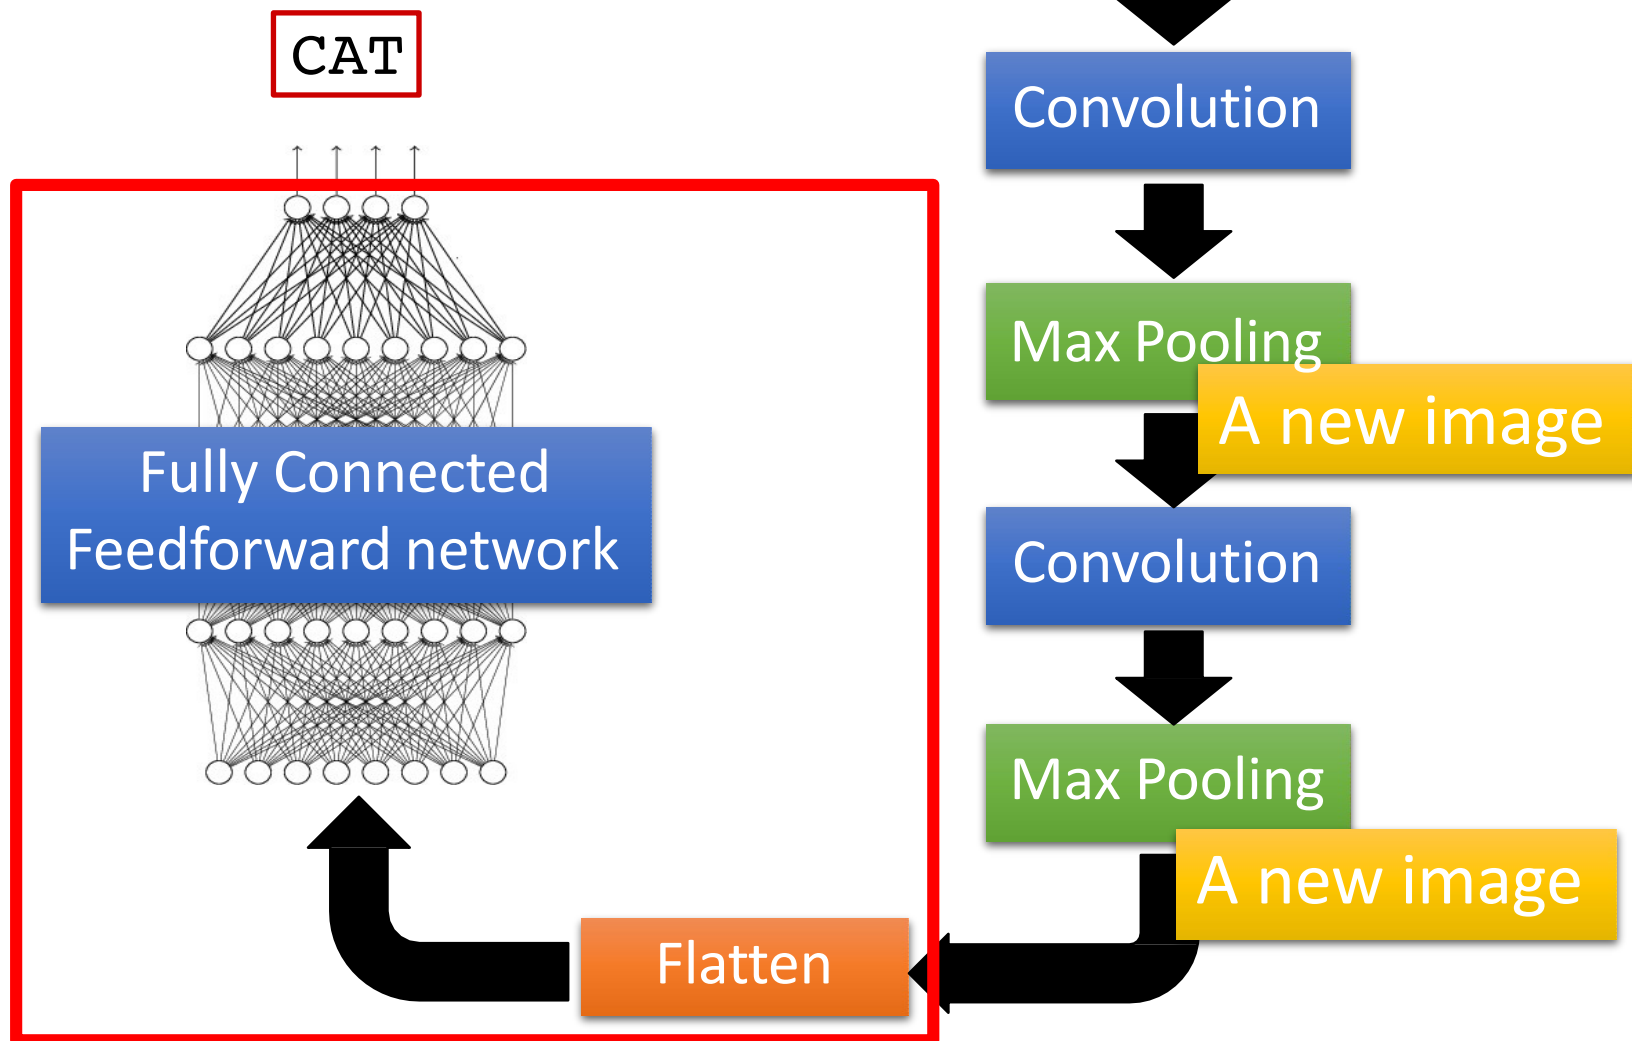 CAT
Convolution
Max Pooling
A new image
Fully Connected
Feedforward network
Convolution
Max Pooling
A new image
Flatten